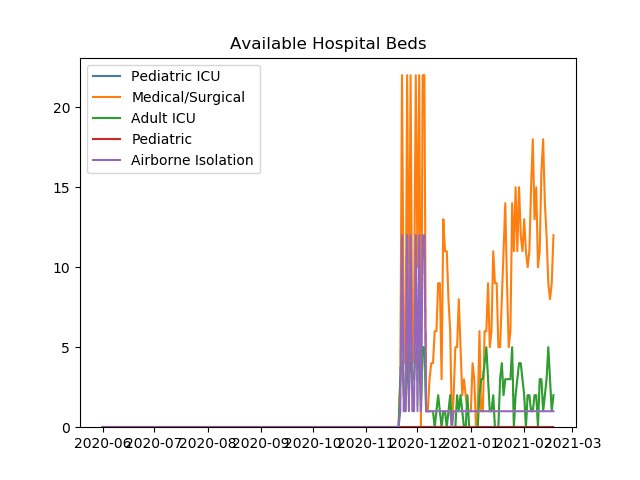 Available Hospital Beds
Pediatric ICU
Medical/Surgical
Adult ICU
Pediatric
Airborne Isolation
20
15
10
5
0
2020-06 2020-07 2020-08 2020-09 2020-10 2020-11 2020-12 2021-01 2021-02 2021-03